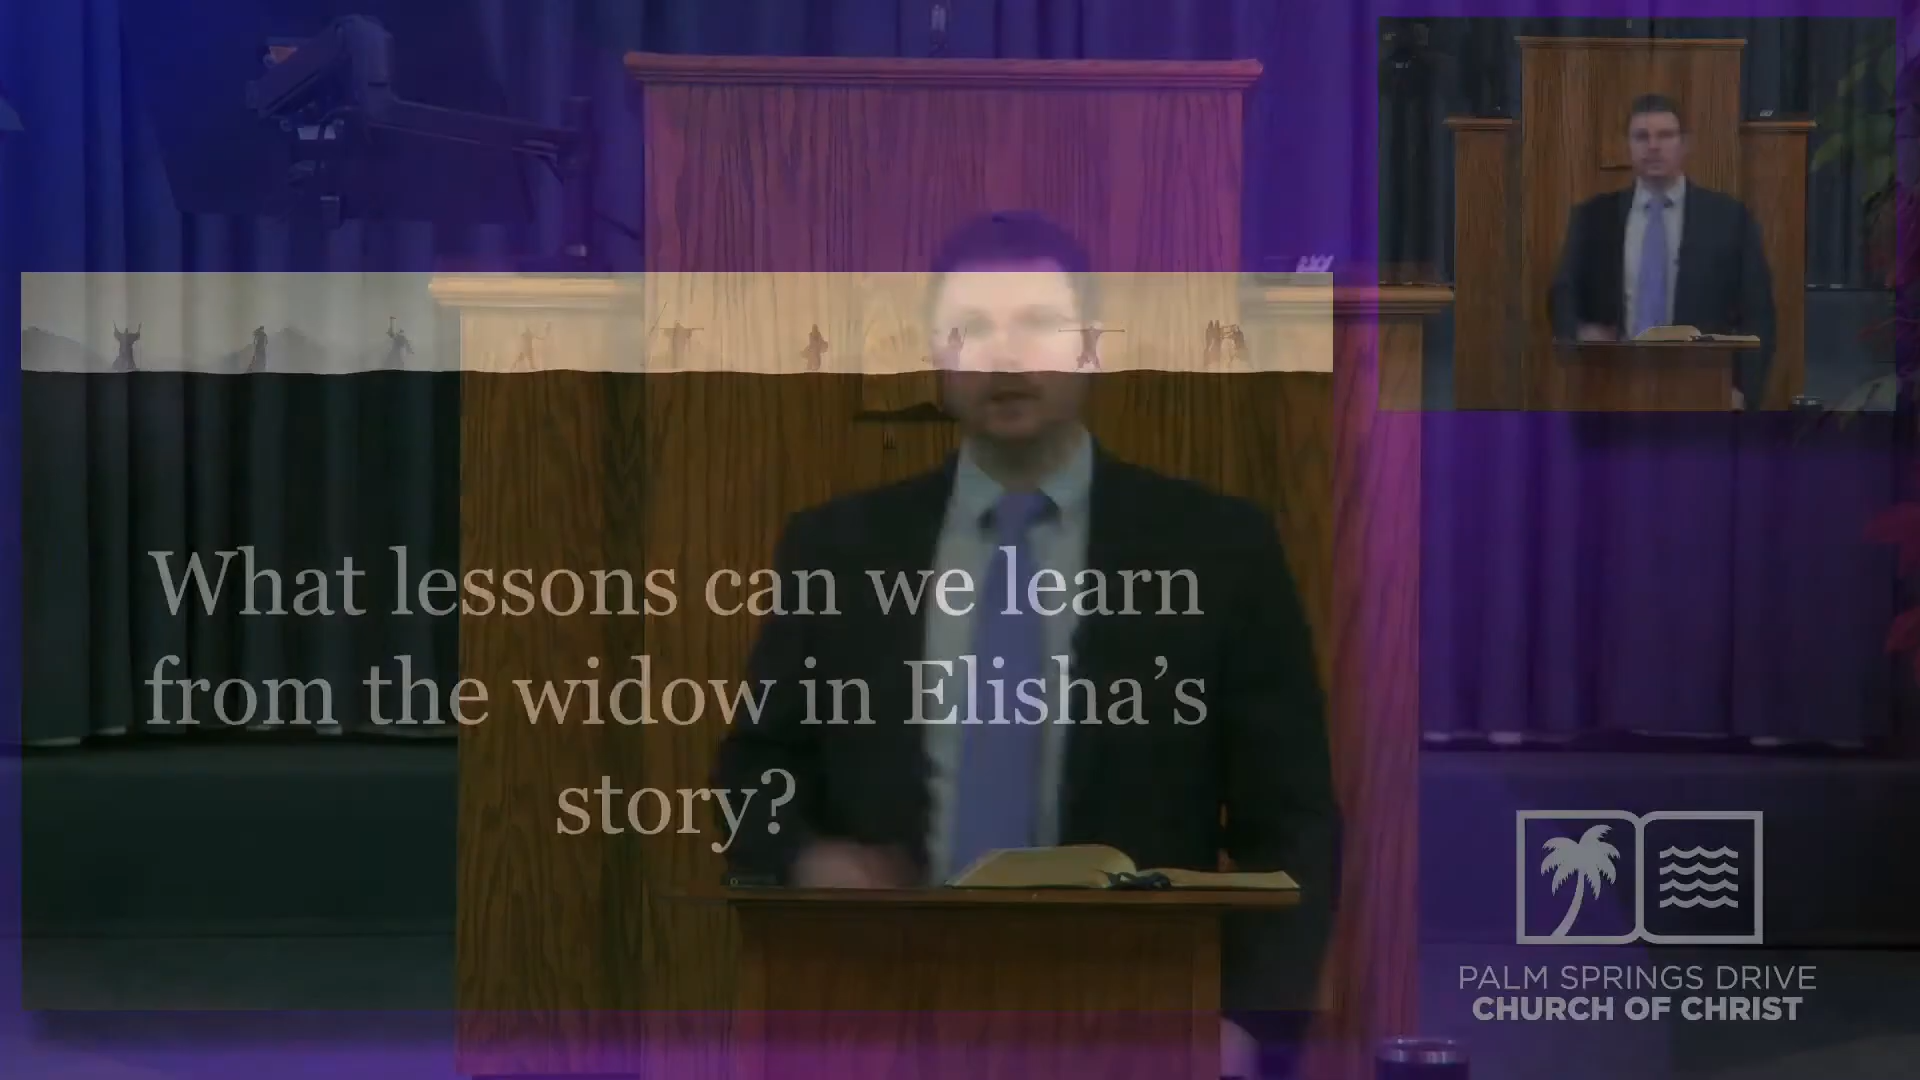 What lessons can we learn
from the widow in Elisha’s
story?
PALM SPRINGS DRIVE
CHURCH OF CHRIST